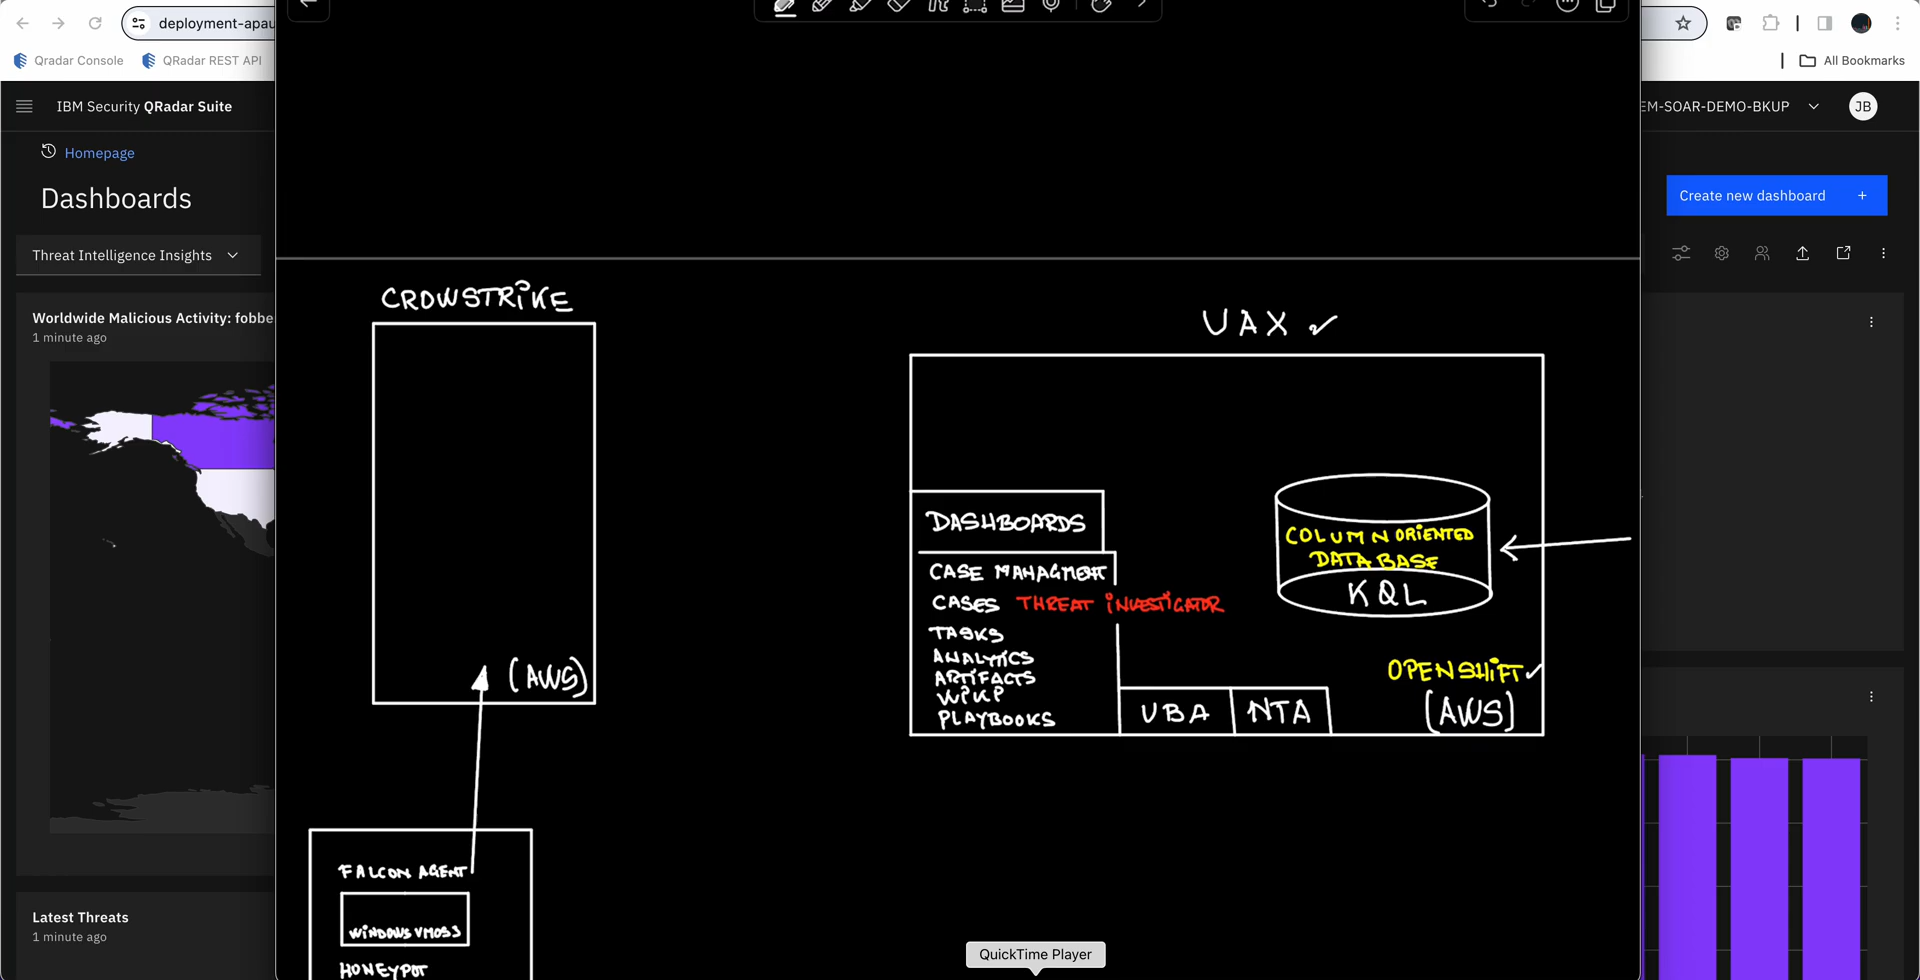 deployment-apau
Qradar Console
QRadar REST API
All Bookmarks
IBM Security QRadar Suite
EM-SOAR-DEMO-BKUP
JB
Homepage
Dashboards
Create new dashboard +
Threat Intelligence Insights
Worldwide Malicious Activity: fobbe
1 minute ago
Latest Threats
1 minute ago
CROWSTRIKE
(AWS)
FALCON AGENT
WINDOWS VMOS3
HONEYPOT
UAX ✓
DASHBOARDS
CASE MANAGMENT
CASES THREAT INVESTIGATOR
TASKS
ANALYTICS
ARTIFACTS
PLAYBOOKS
UBA
NTA
COLUMN ORIENTED
DATABASE
KQL
OPENSHIFT ✓
(AWS)
QuickTime Player